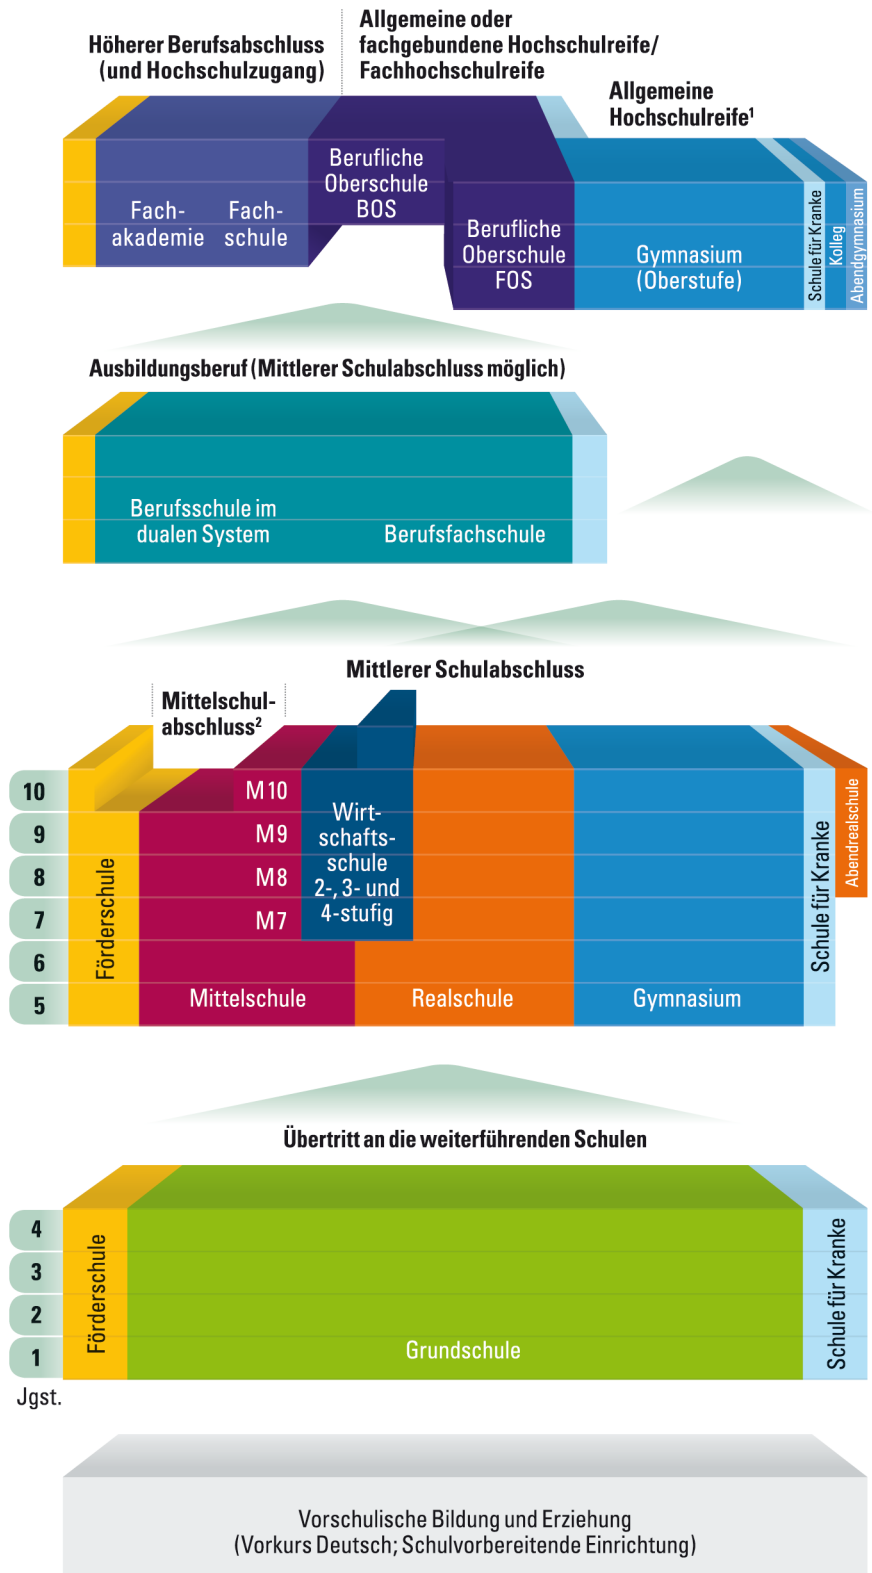 Höherer Berufsabschluss
(und Hochschulzugang)
Allgemeine oder
fachgebundene Hochschulreife/
Fachhochschulreife
Allgemeine
Hochschulreife¹
Fach-
akademie
Fach-
schule
Berufliche
Oberschule
BOS
Berufliche
Oberschule
FOS
Gymnasium
(Oberstufe)
Schule für Kranke
Kolleg
Abendgymnasium
Ausbildungsberuf (Mittlerer Schulabschluss möglich)
Berufsschule im
dualen System
Berufsfachschule
Mittlerer Schulabschluss
Mittelschul-
abschluss²
10
9
8
7
6
5
Förderschule
M10
M9
M8
M7
Mittelschule
Wirt-
schafts-
schule
2-, 3- und
4-stufig
Realschule
Gymnasium
Schule für Kranke
Abendrealschule
Übertritt an die weiterführenden Schulen
4
3
2
1
Jgst.
Förderschule
Grundschule
Schule für Kranke
Vorschulische Bildung und Erziehung
(Vorkurs Deutsch; Schulvorbereitende Einrichtung)